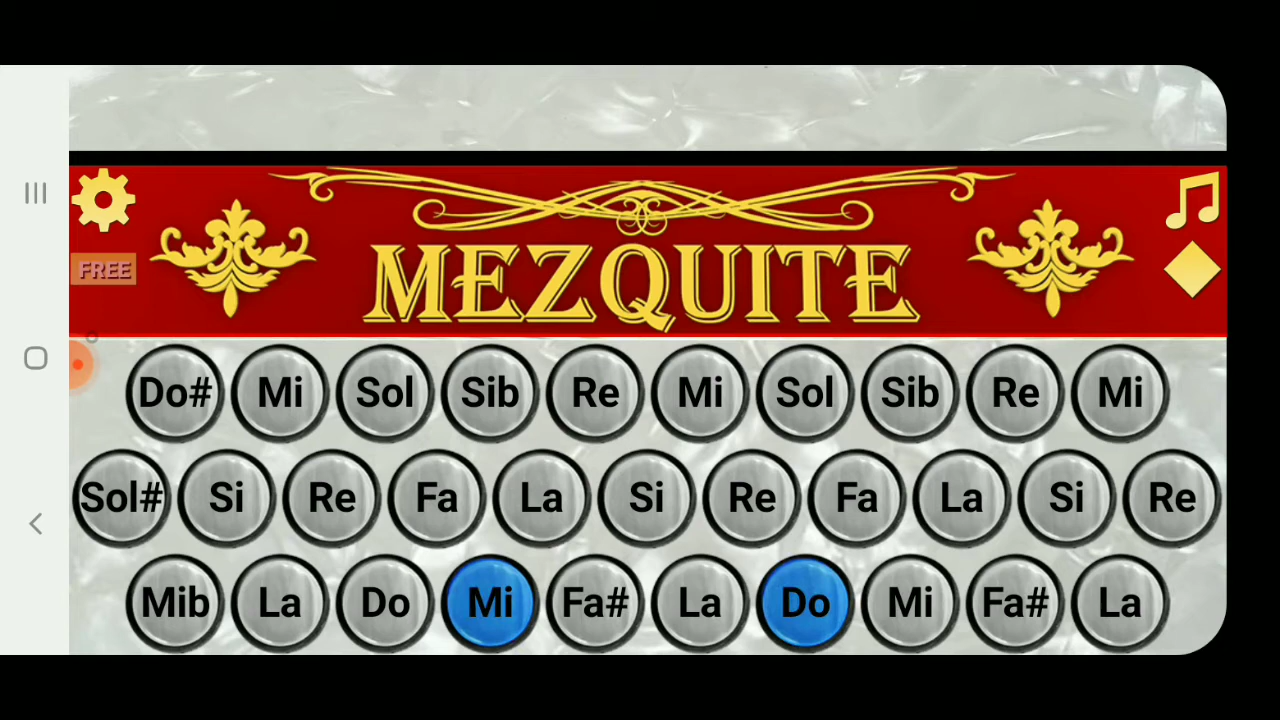 FREE
MEZQUITE
Do# Mi Sol Sib Re Mi Sol Sib Re Mi
Sol# Si Re Fa La Si Re Fa La Si Re
Mib La Do Mi Fa# La Do Mi Fa# La